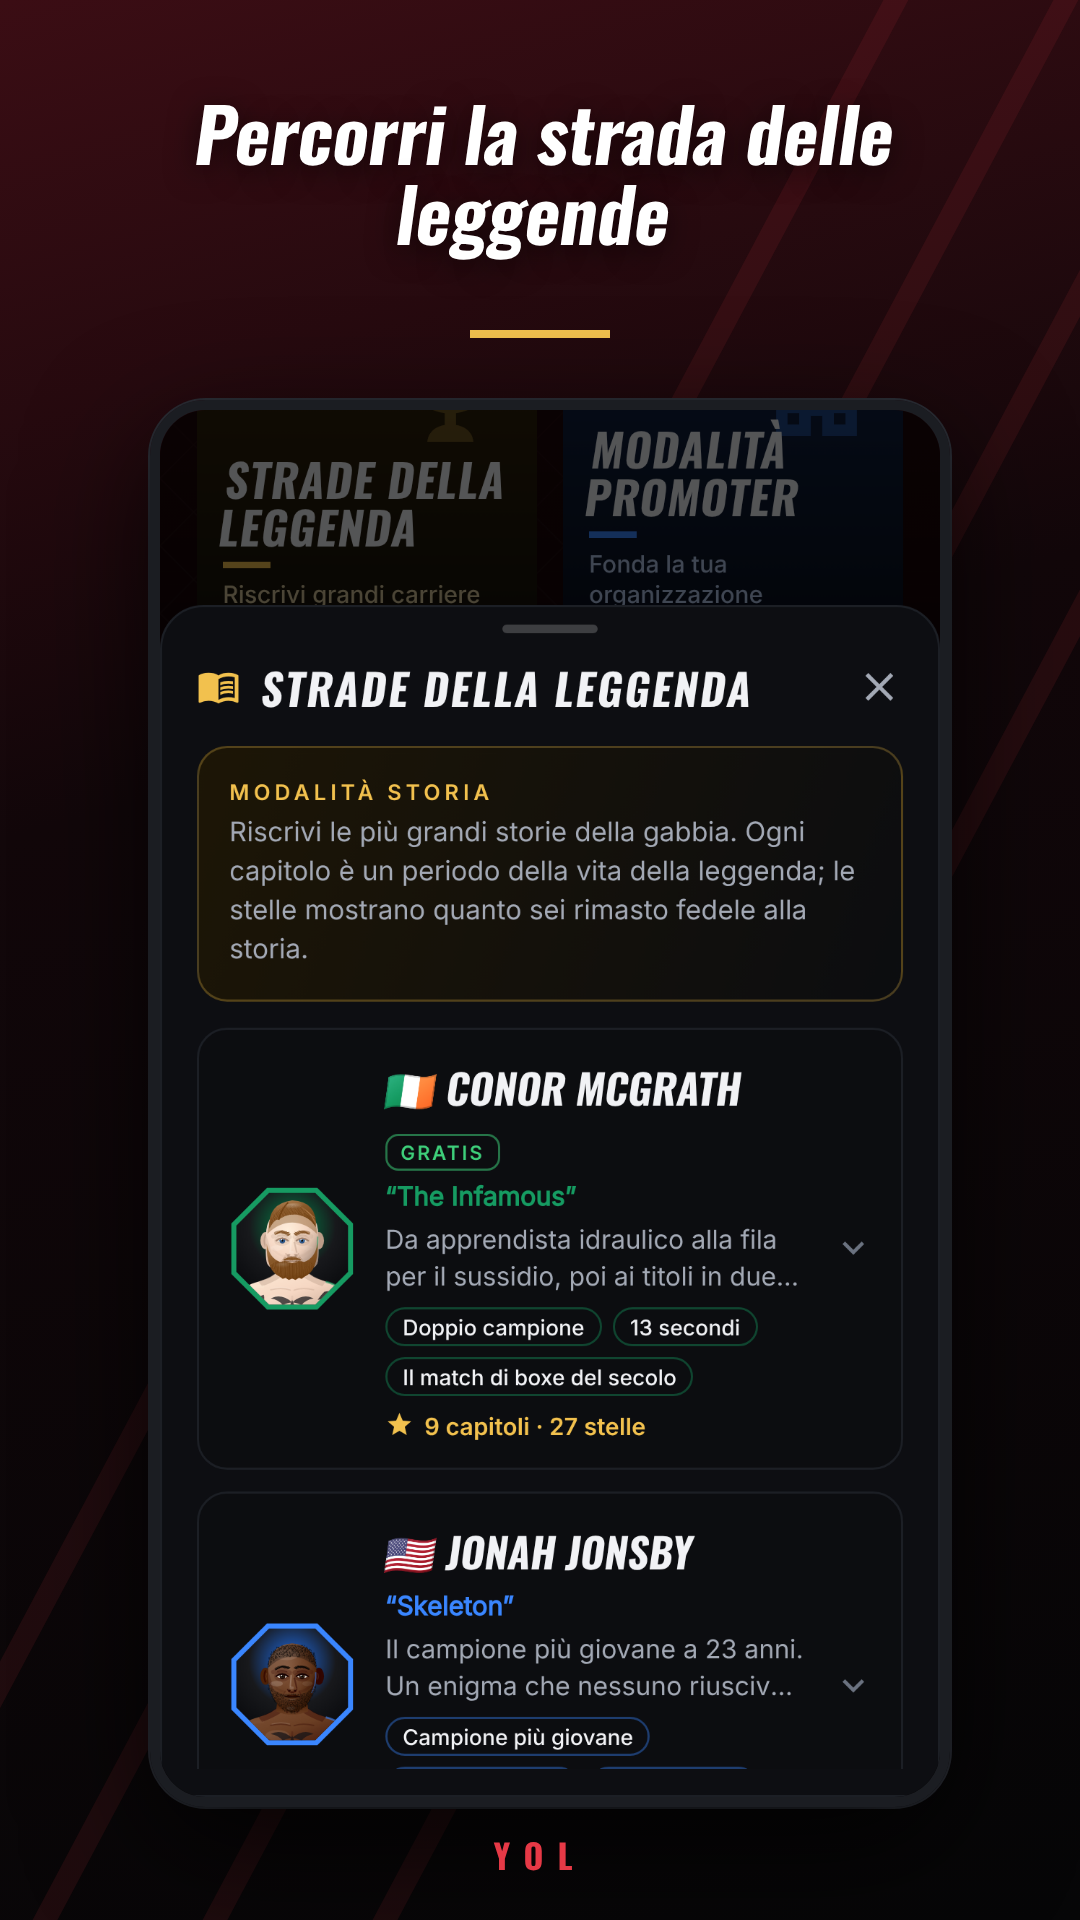 Percorri la strada delle
leggende
STRADE DELLA
LEGGENDA
Riscrivi grandi carriere
MODALITÀ
PROMOTER
Fonda la tua
organizzazione
STRADE DELLA LEGGENDA
MODALITÀ STORIA
Riscrivi le più grandi storie della gabbia. Ogni
capitolo è un periodo della vita della leggenda; le
stelle mostrano quanto sei rimasto fedele alla
storia.
CONOR MCGRATH
GRATIS
“The Infamous”
Da apprendista idraulico alla fila
per il sussidio, poi ai titoli in due...
Doppio campione
13 secondi
Il match di boxe del secolo
9 capitoli · 27 stelle
JONAH JONSBY
“Skeleton”
Il campione più giovane a 23 anni.
Un enigma che nessuno riusciv...
Campione più giovane
YOL